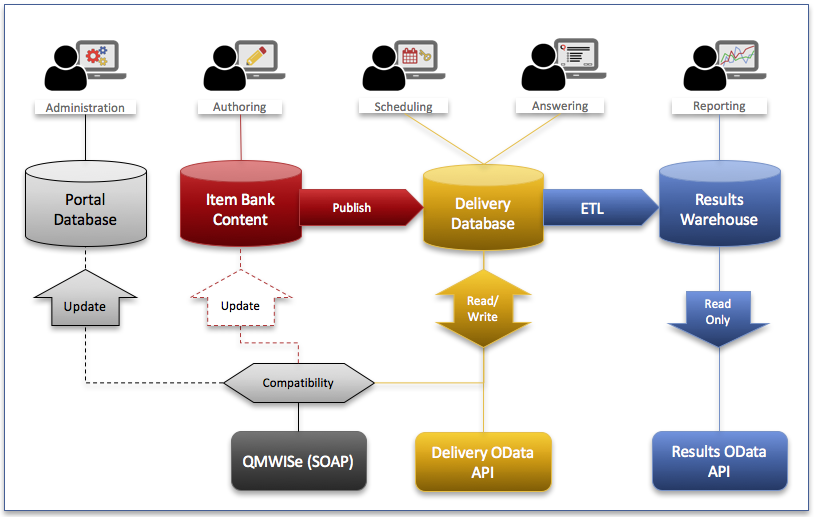 Administration
Authoring
Scheduling
Answering
Reporting
Portal
Database
Item Bank
Content
Publish
Delivery
Database
ETL
Results
Warehouse
Update
Update
Read/
Write
Read
Only
Compatibility
QMWISe (SOAP)
Delivery OData
API
Results OData
API